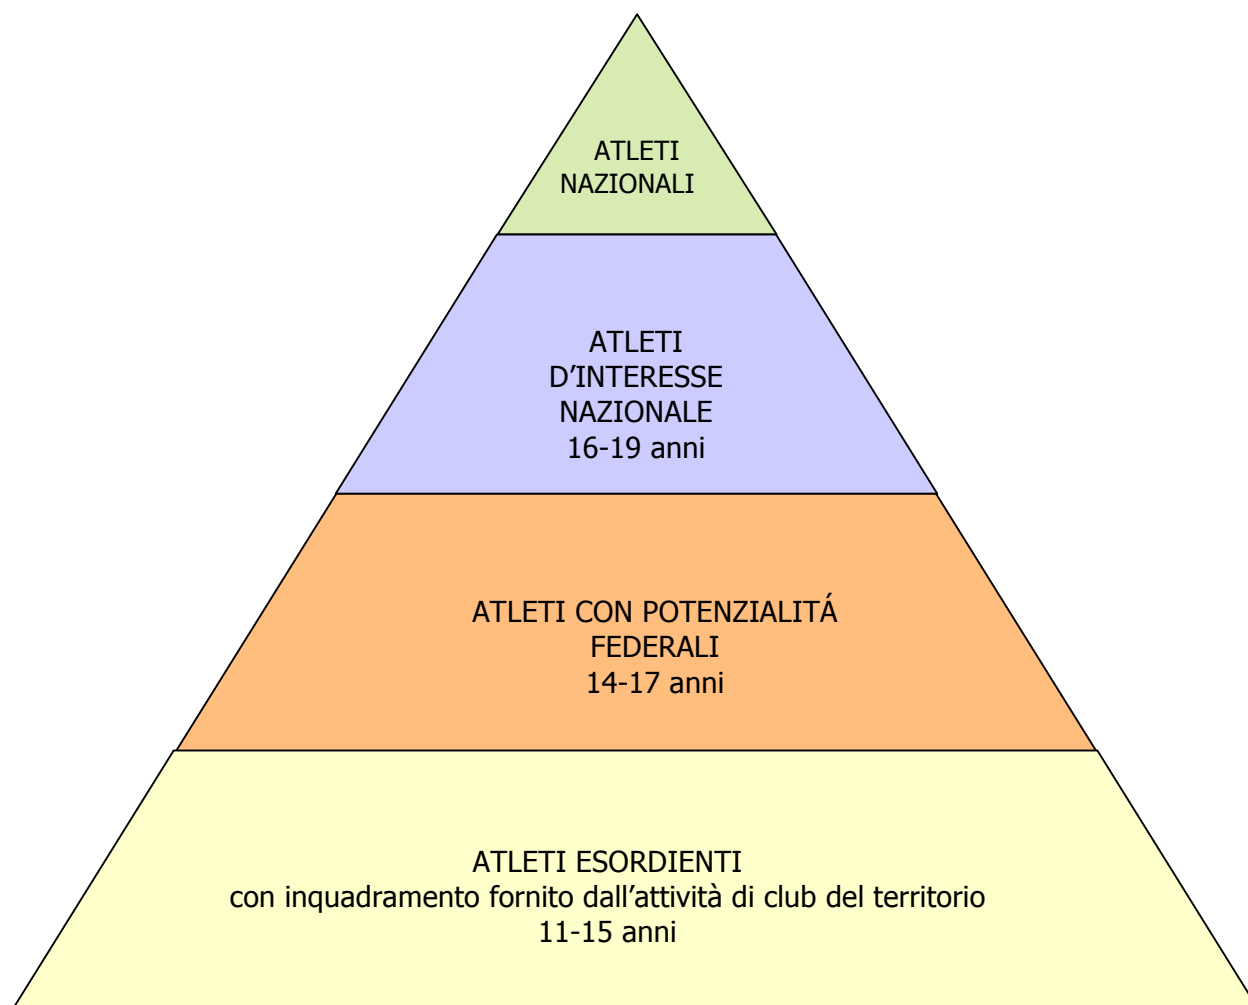 ATLETI
NAZIONALI
ATLETI
D’INTERESSE
NAZIONALE
16-19 anni
ATLETI CON POTENZIALITÁ
FEDERALI
14-17 anni
ATLETI ESORDIENTI
con inquadramento fornito dall’attività di club del territorio
11-15 anni